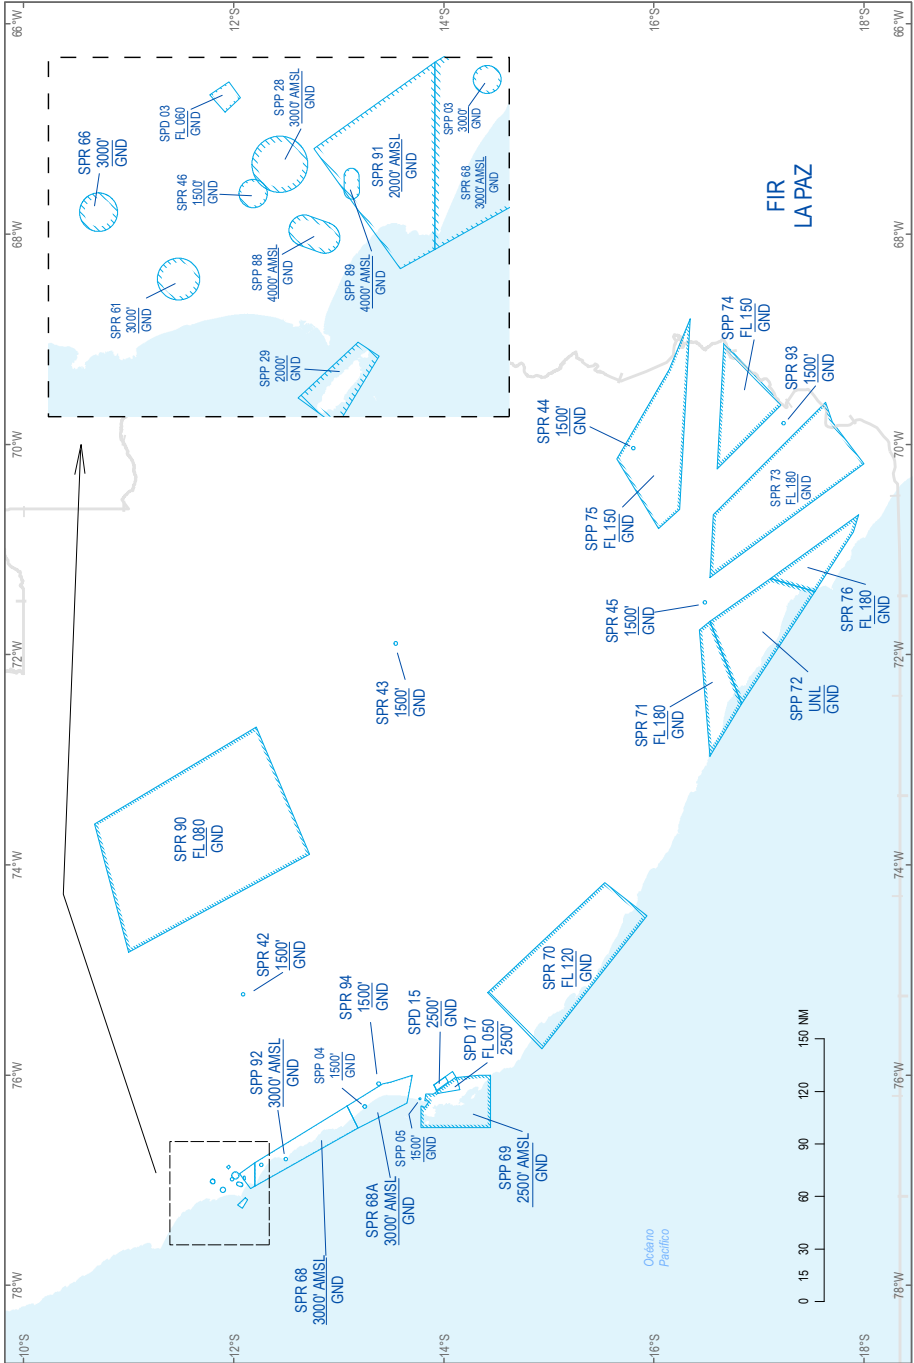 66°W
68°W
70°W
72°W
74°W
76°W
78°W
10°S
12°S
14°S
16°S
18°S
SPR 66
3000'
GND
SPD 03
FL 060
GND
SPP 28
3000' AMSL
GND
SPR 46
1500'
GND
SPR 61
3000'
GND
SPP 88
4000' AMSL
GND
SPP 89
4000' AMSL
GND
SPR 91
2000' AMSL
GND
SPP 03
3000'
GND
SPR 68
3000' AMSL
GND
SPP 29
2000'
GND
FIR
LA PAZ
SPP 74
FL 150
GND
SPR 93
1500'
GND
SPR 44
1500'
GND
SPP 75
FL 150
GND
SPR 73
FL 180
GND
SPR 45
1500'
GND
SPR 76
FL 180
GND
SPR 71
FL 180
GND
SPP 72
UNL
GND
SPR 43
1500'
GND
SPR 90
FL 080
GND
SPR 42
1500'
GND
SPR 70
FL 120
GND
SPR 94
1500'
GND
SPD 15
2500'
GND
SPD 17
FL 050
2500'
SPP 92
3000' AMSL
GND
SPP 04
1500'
GND
SPP 05
1500'
GND
SPP 69
2500' AMSL
GND
SPR 68A
3000' AMSL
GND
SPR 68
3000' AMSL
GND
Océano
Pacífico
0 15 30 60 90 120 150 NM
66°W
68°W
70°W
72°W
74°W
76°W
78°W